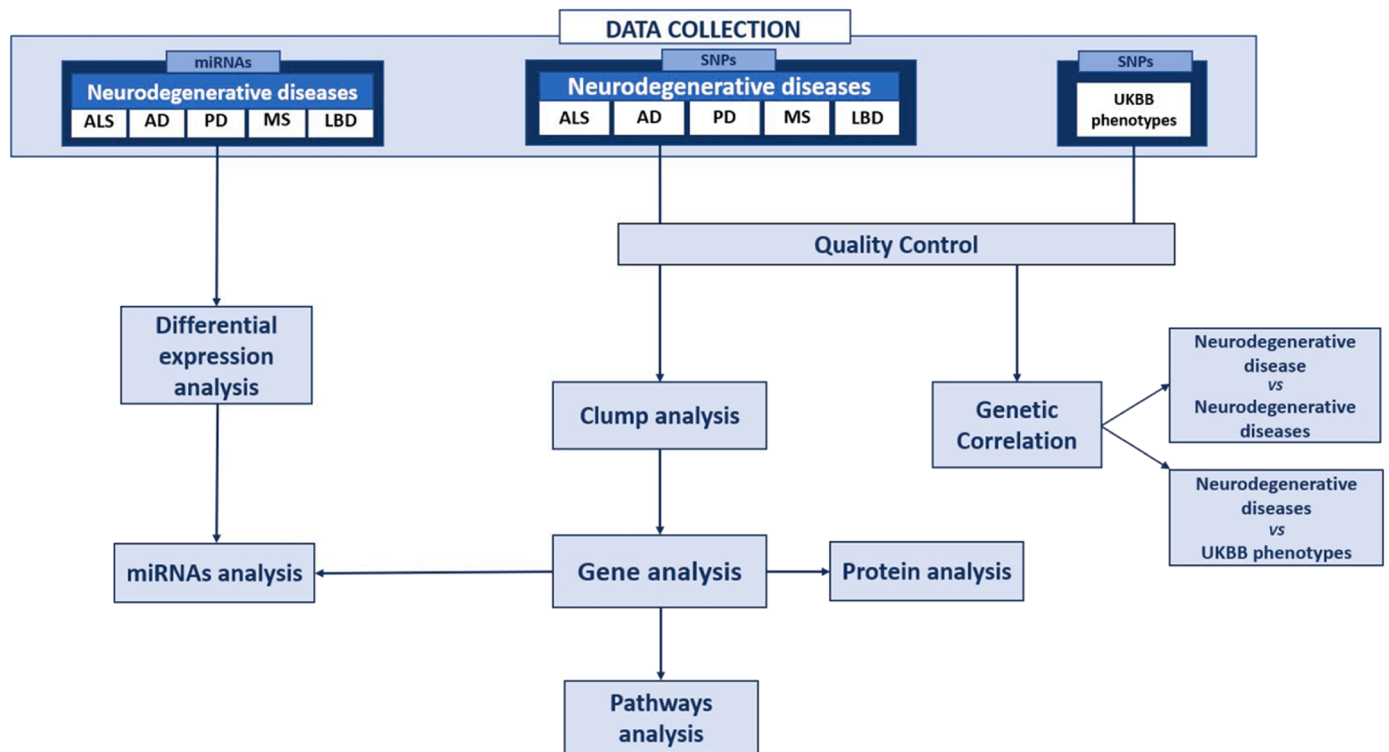 DATA COLLECTION
miRNAs
Neurodegenerative diseases
ALS AD PD MS LBD
SNPs
Neurodegenerative diseases
ALS AD PD MS LBD
SNPs
UKBB
phenotypes
Quality Control
Differential
expression
analysis
Clump analysis
Genetic
Correlation
Neurodegenerative
disease
vs
Neurodegenerative
diseases
Neurodegenerative
diseases
vs
UKBB phenotypes
miRNAs analysis
Gene analysis
Protein analysis
Pathways
analysis